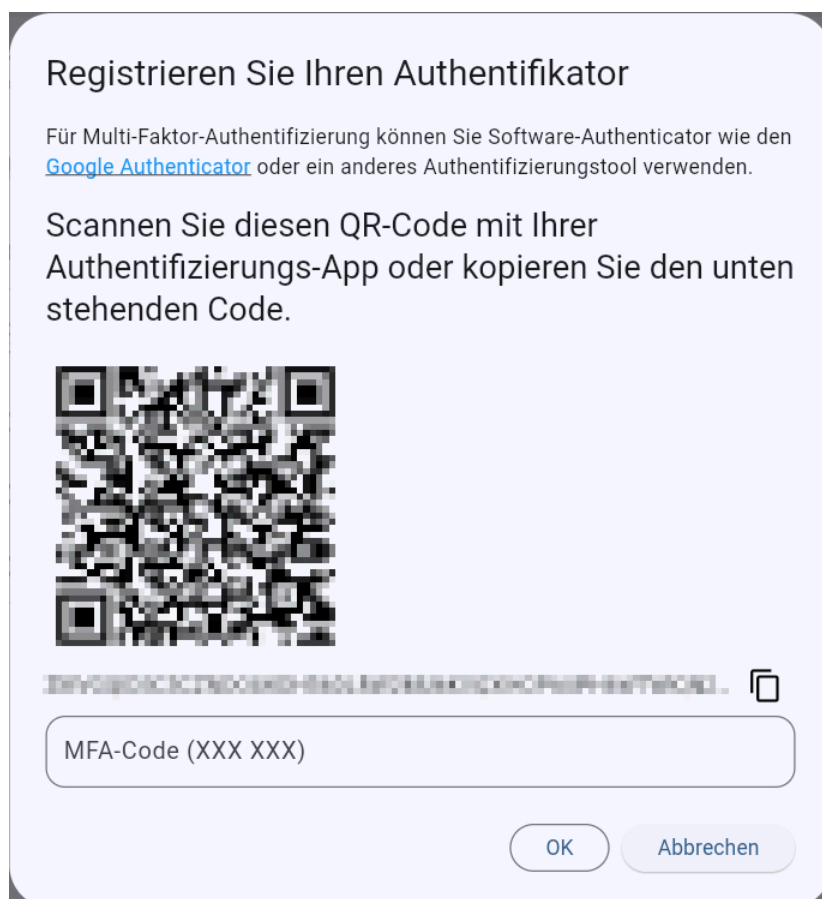 Registrieren Sie Ihren Authentifikator
Für Multi-Faktor-Authentifizierung können Sie Software-Authenticator wie den
Google Authenticator oder ein anderes Authentifizierungstool verwenden.
Scannen Sie diesen QR-Code mit Ihrer
Authentifizierungs-App oder kopieren Sie den unten
stehenden Code.
MFA-Code (XXX XXX)
OK
Abbrechen